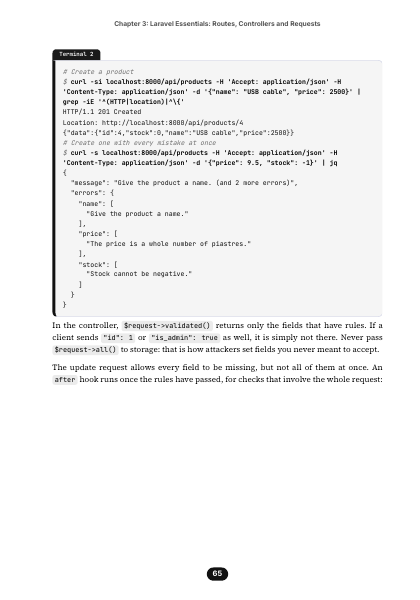 Chapter 3: Laravel Essentials: Routes, Controllers and Requests
Terminal 2
# Create a product
$ curl -si localhost:8000/api/products -H 'Accept: application/json' -H
'Content-Type: application/json' -d '{"name": "USB cable", "price": 2500}' |
grep -iE '^(HTTP|location)|^\{'
HTTP/1.1 201 Created
Location: http://localhost:8000/api/products/4
{"data":{"id":4,"stock":0,"name":"USB cable","price":2500}}
# Create one with every mistake at once
$ curl -s localhost:8000/api/products -H 'Accept: application/json' -H
'Content-Type: application/json' -d '{"price": 9.5, "stock": -1}' | jq
{
  "message": "Give the product a name. (and 2 more errors)",
  "errors": {
    "name": [
      "Give the product a name."
    ],
    "price": [
      "The price is a whole number of piastres."
    ],
    "stock": [
      "Stock cannot be negative."
    ]
  }
}
In the controller, $request->validated() returns only the fields that have rules. If a
client sends "id": 1 or "is_admin": true as well, it is simply not there. Never pass
$request->all() to storage: that is how attackers set fields you never meant to accept.
The update request allows every field to be missing, but not all of them at once. An
after hook runs once the rules have passed, for checks that involve the whole request:
65